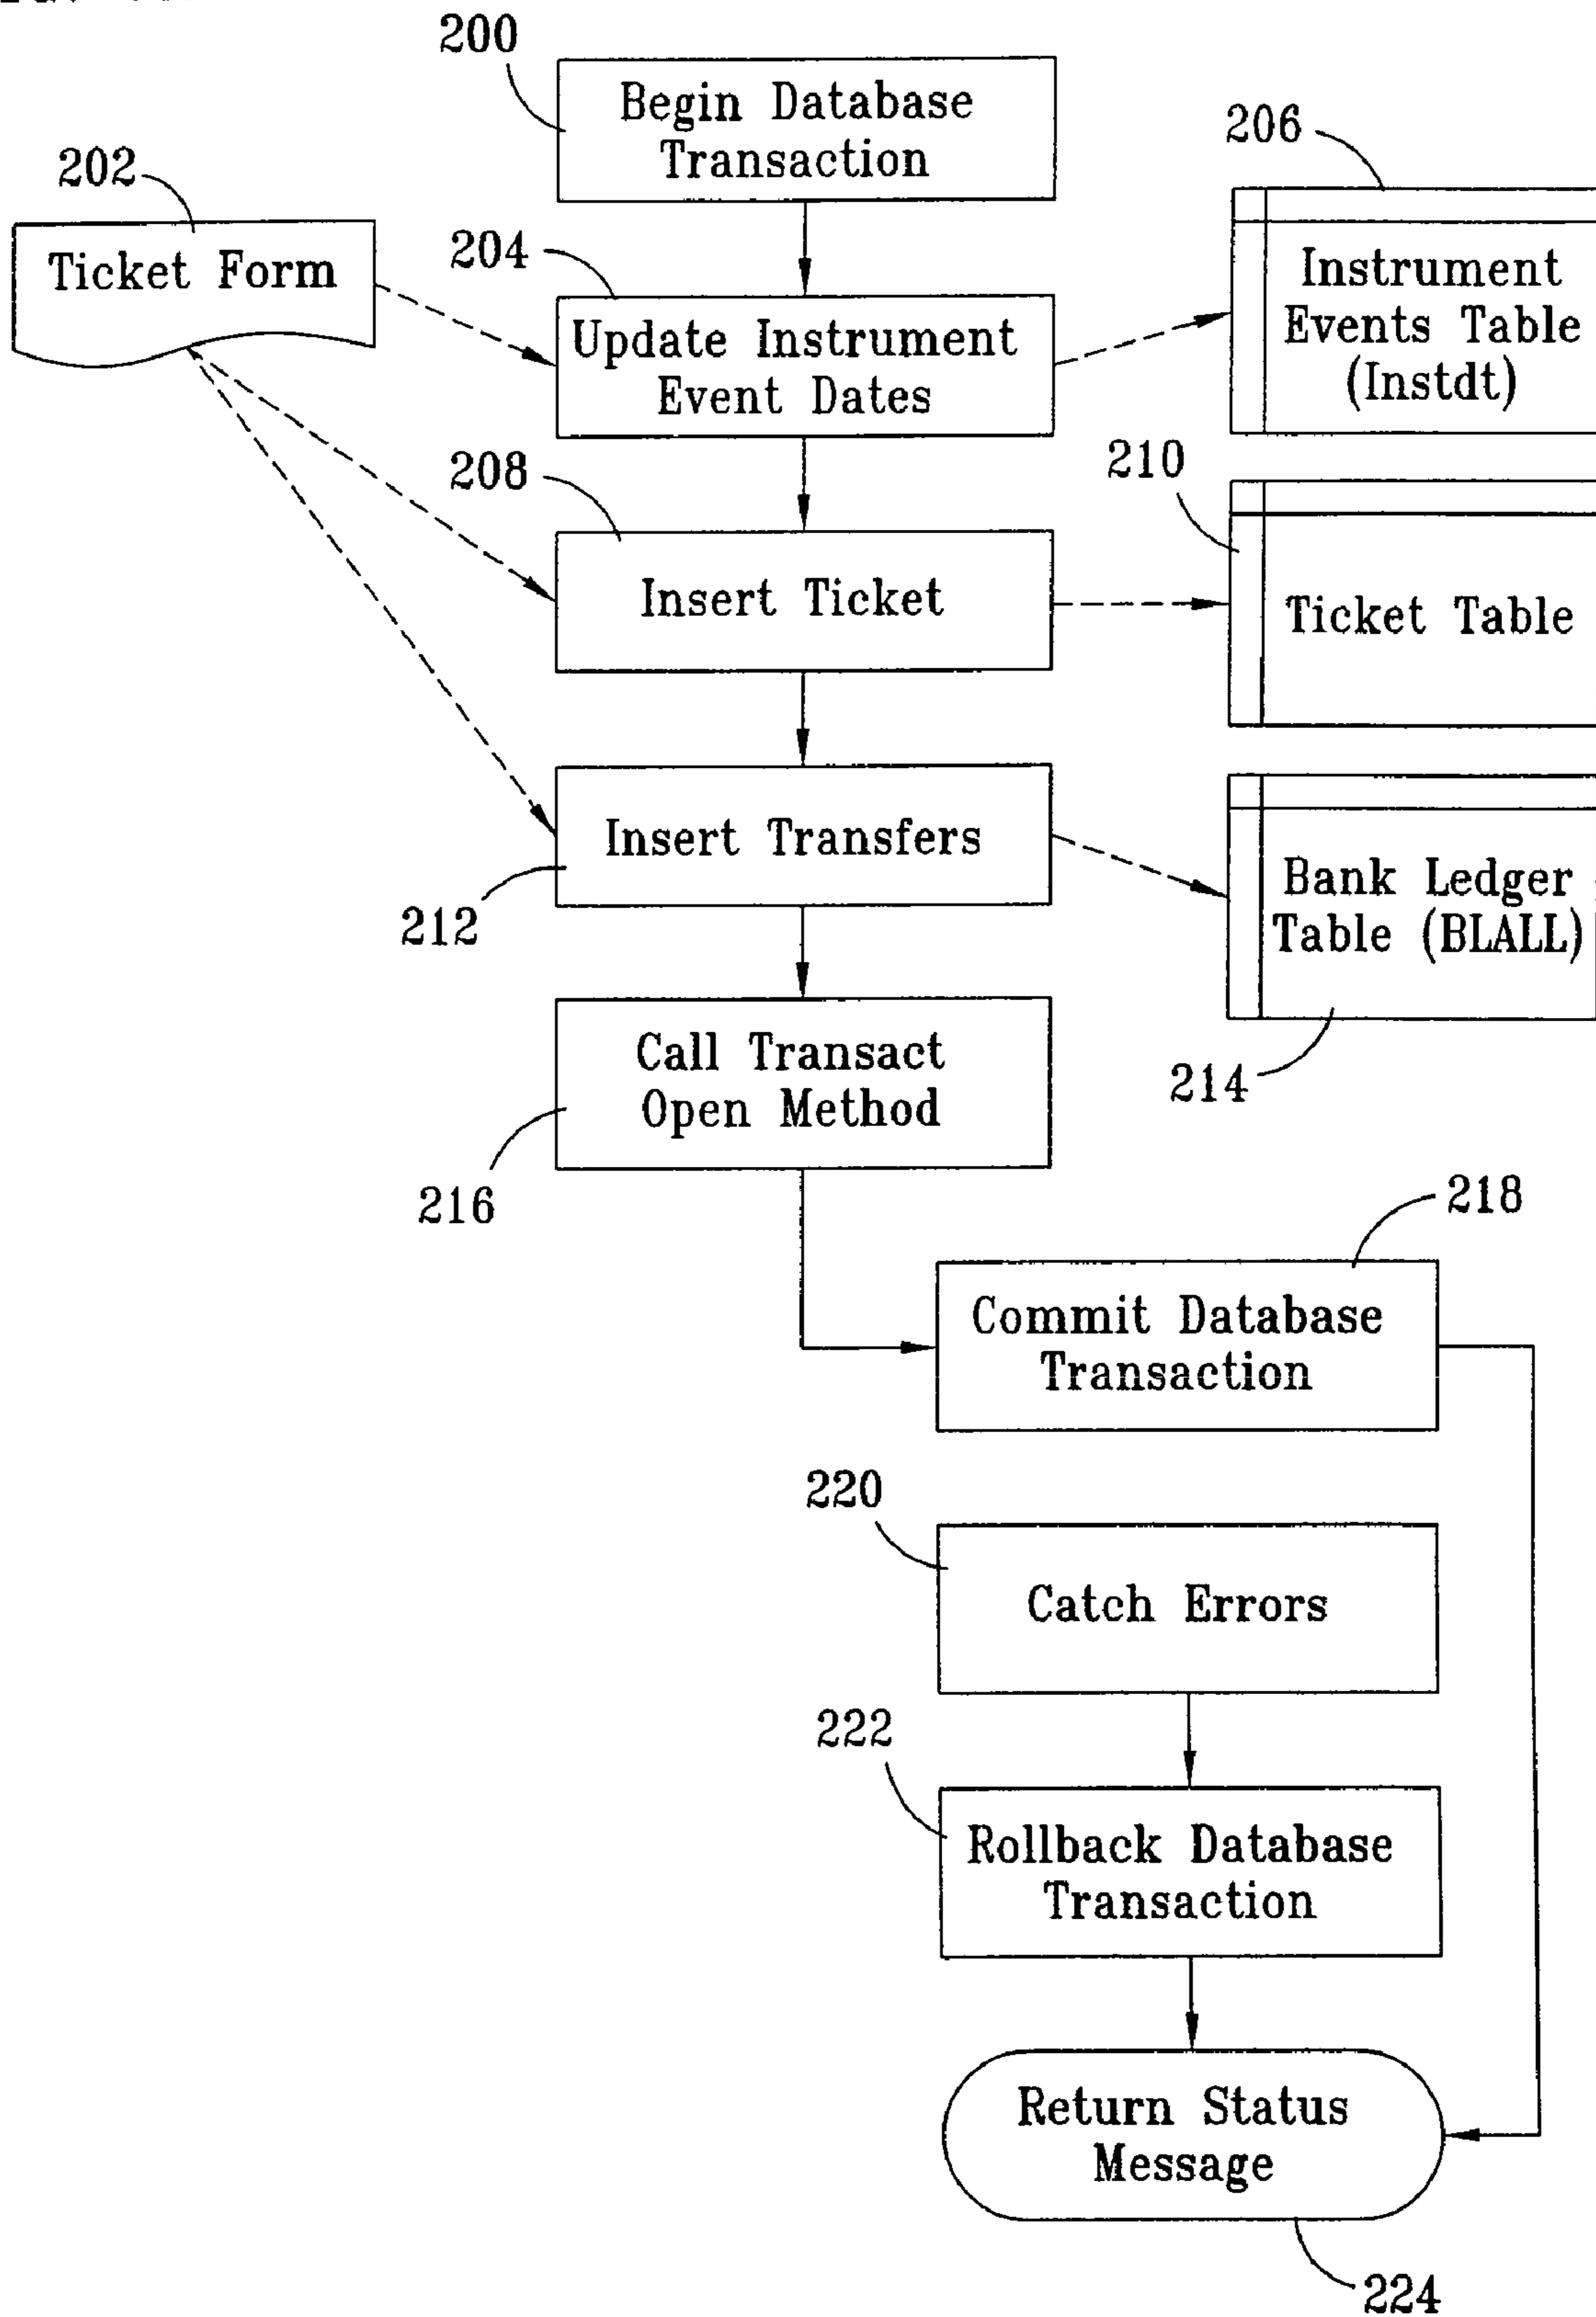 200
Begin Database
Transaction
202
Ticket Form
204
Update Instrument
Event Dates
206
Instrument
Events Table
(Instdt)
208
Insert Ticket
210
Ticket Table
Insert Transfers
212
Bank Ledger
Table (BLALL)
214
Call Transact
Open Method
216
218
Commit Database
Transaction
220
Catch Errors
222
Rollback Database
Transaction
Return Status
Message
224